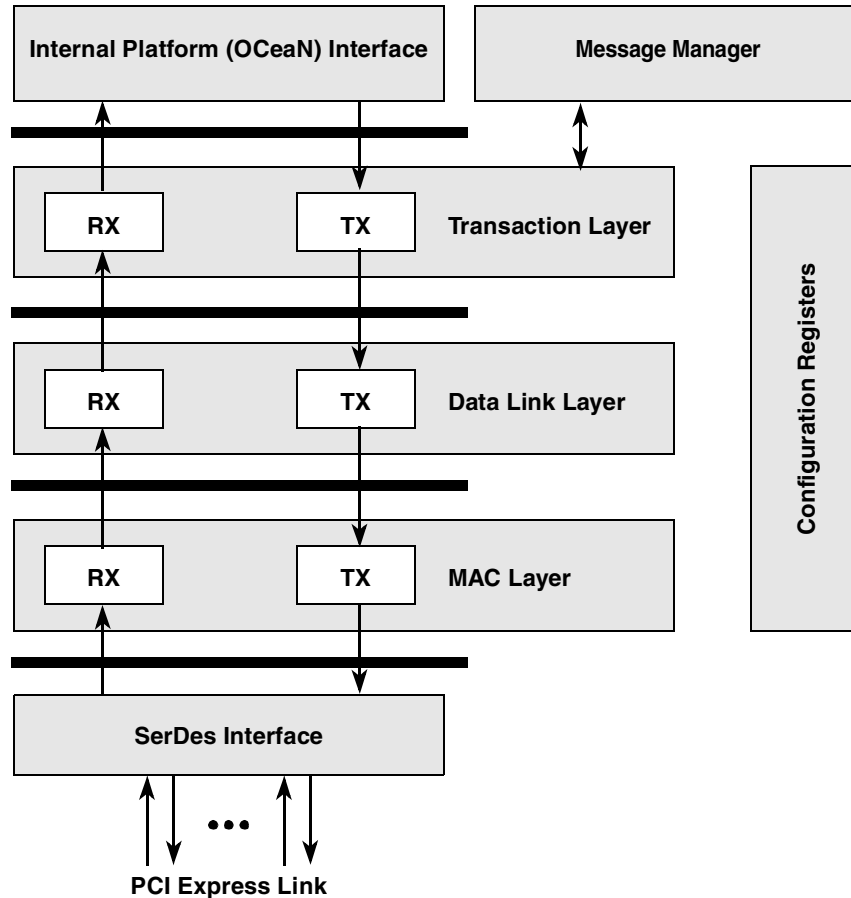 Internal Platform (OCeaN) Interface
Message Manager
RX
TX
Transaction Layer
RX
TX
Data Link Layer
RX
TX
MAC Layer
Configuration Registers
SerDes Interface
PCI Express Link